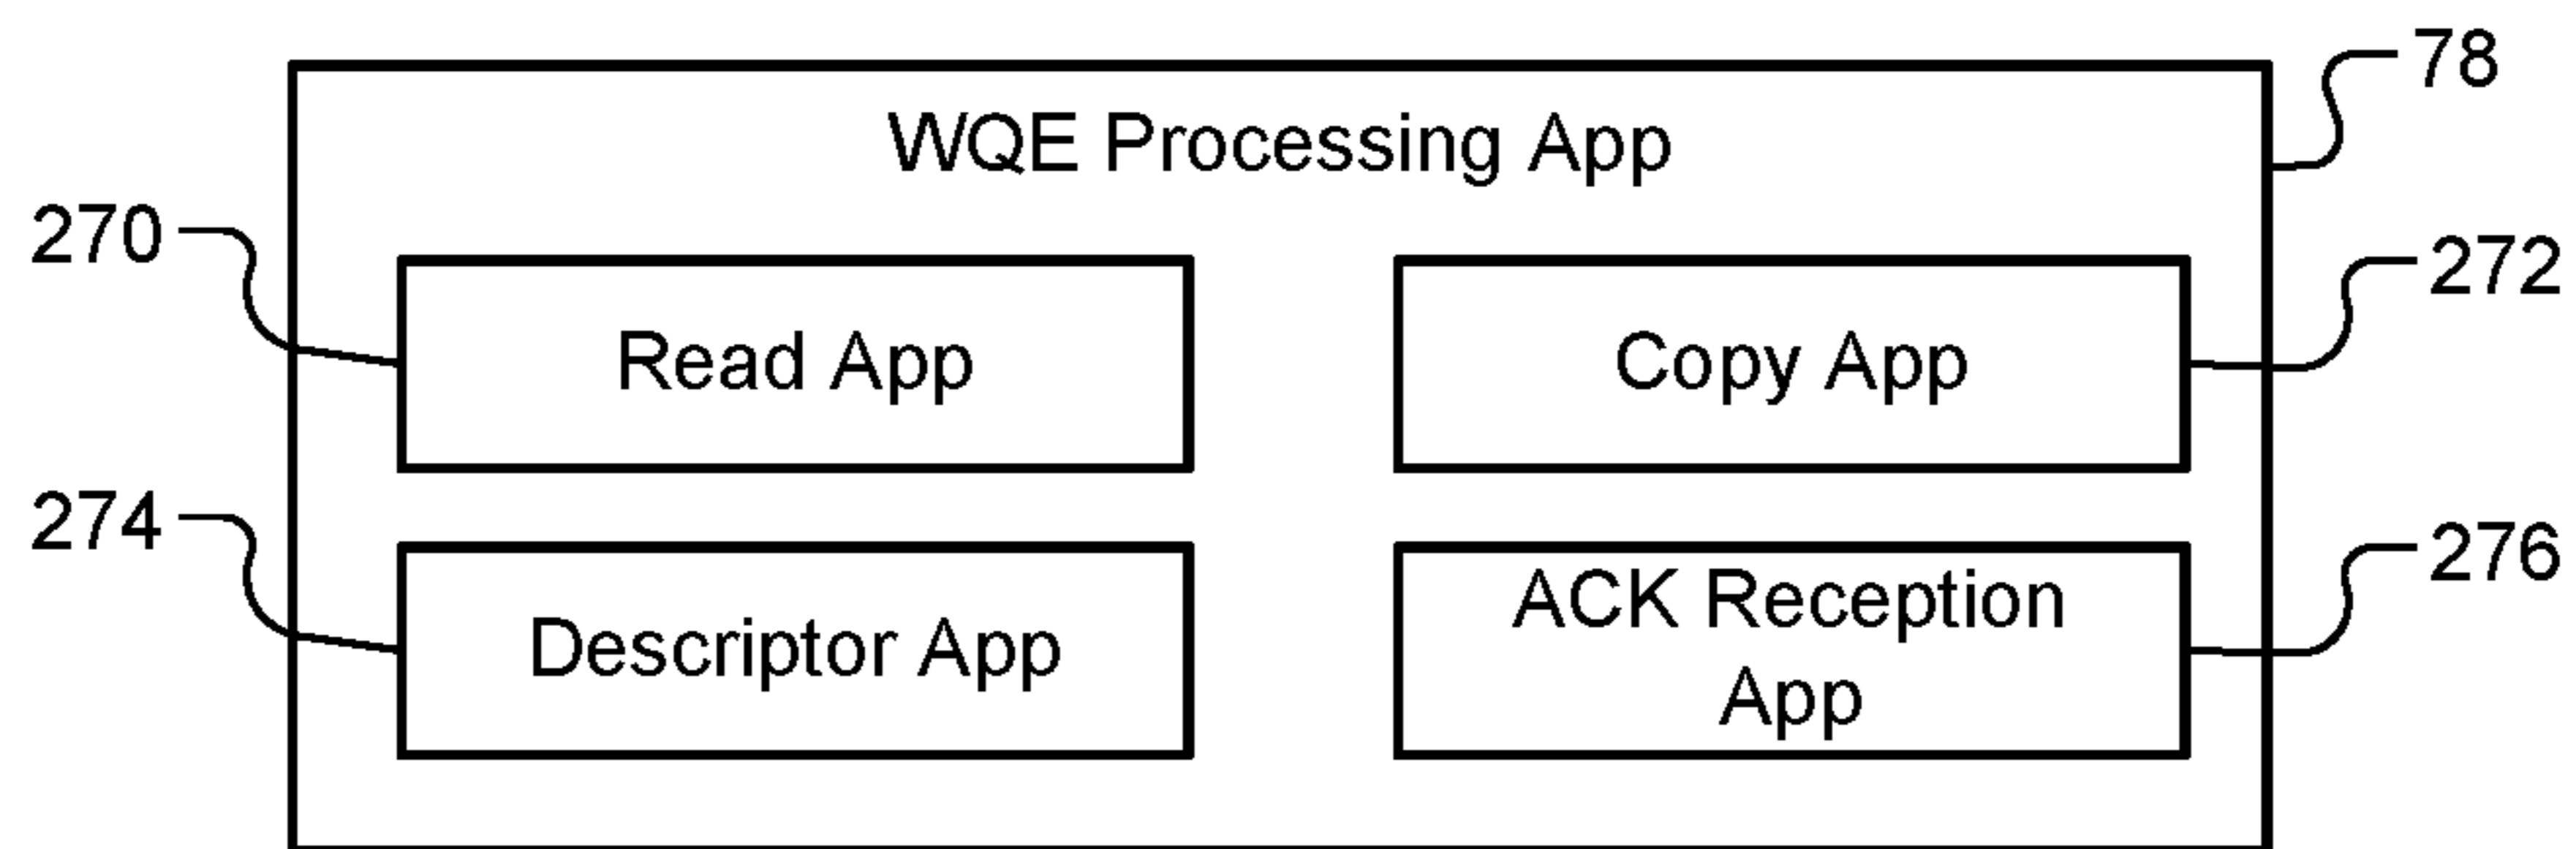 78
WQE Processing App
270
272
Read App
Copy App
274
276
Descriptor App
ACK Reception
App